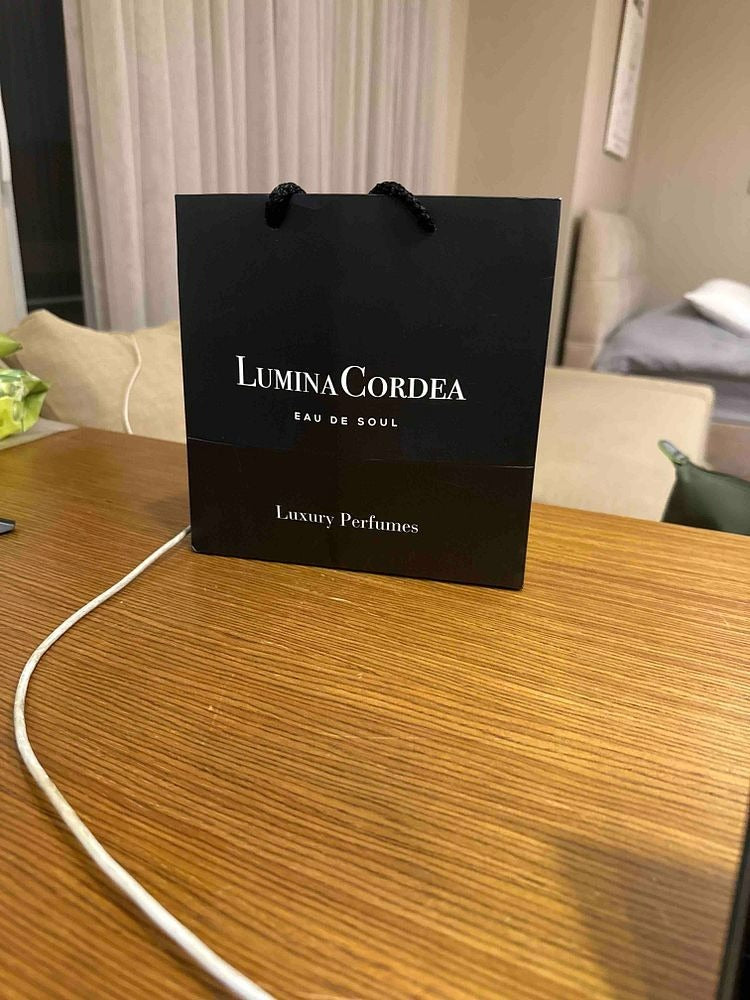 LUMINA CORDEA
EAU DE SOUL
Luxury Perfumes